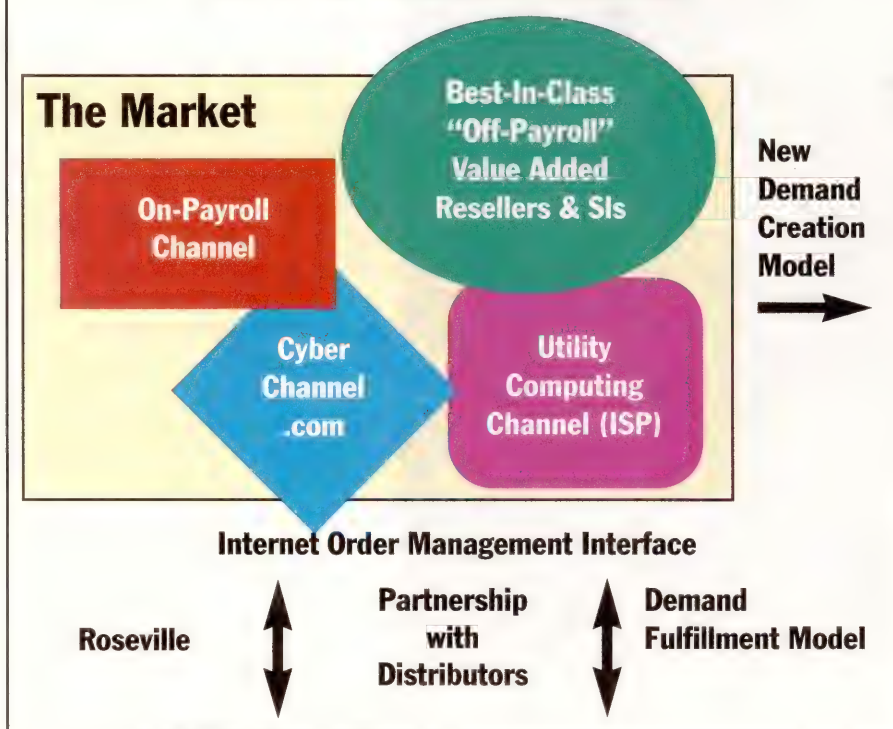 The Market
Best-In-Class
“Off-Payroll”
Value Added
Resellers & SIs
On-Payroll
Channel
New
Demand
Creation
Model
Cyber
Channel
.com
Utility
Computing
Channel (ISP)
Internet Order Management Interface
Roseville
Partnership
with
Distributors
Demand
Fulfillment Model